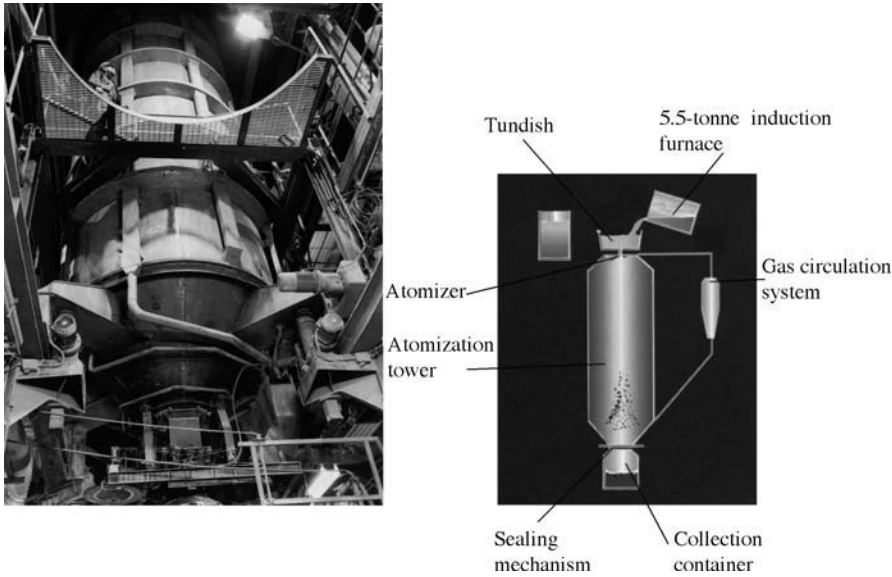 Tundish
5.5-tonne induction
furnace
Gas circulation
system
Atomizer
Atomization
tower
Sealing
mechanism
Collection
container